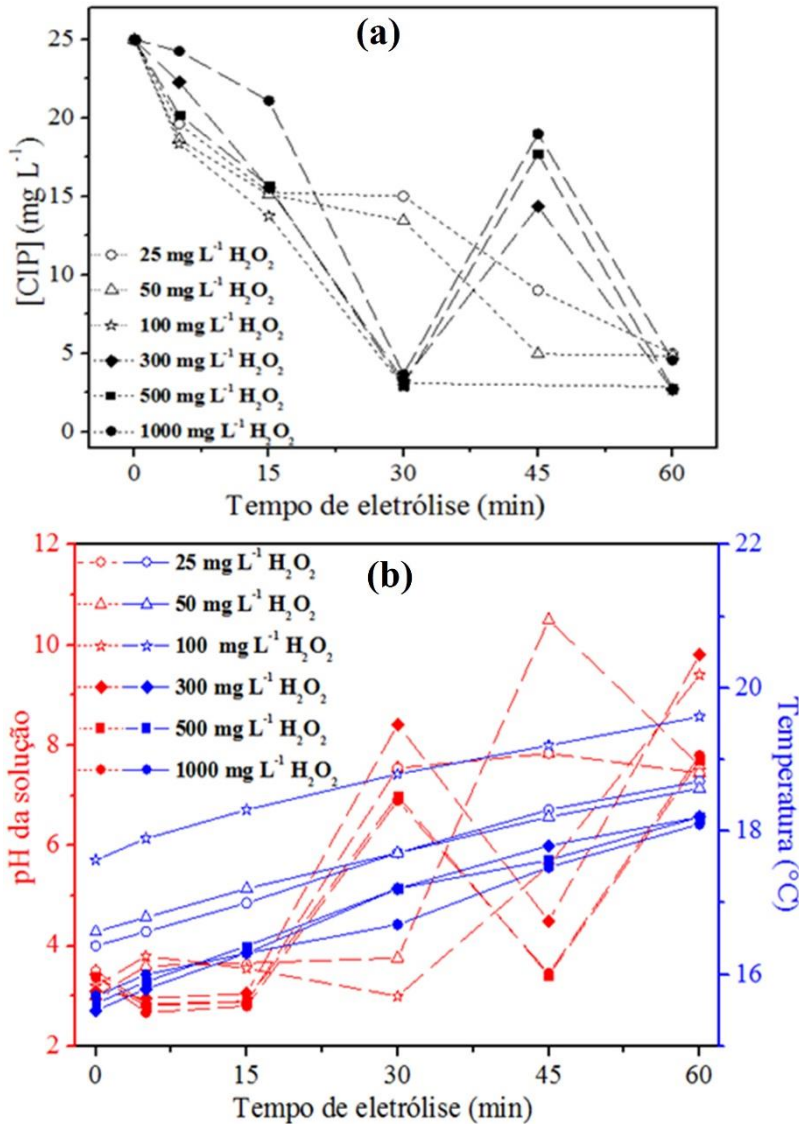 (a)
25
20
15
10
5
0
[CIP] (mg L⁻¹)
25 mg L⁻¹ H₂O₂
50 mg L⁻¹ H₂O₂
100 mg L⁻¹ H₂O₂
300 mg L⁻¹ H₂O₂
500 mg L⁻¹ H₂O₂
1000 mg L⁻¹ H₂O₂
0 15 30 45 60
Tempo de eletrólise (min)
(b)
12
10
8
6
4
2
pH da solução
25 mg L⁻¹ H₂O₂
50 mg L⁻¹ H₂O₂
100 mg L⁻¹ H₂O₂
300 mg L⁻¹ H₂O₂
500 mg L⁻¹ H₂O₂
1000 mg L⁻¹ H₂O₂
22
20
18
16
Temperatura (°C)
0 15 30 45 60
Tempo de eletrólise (min)